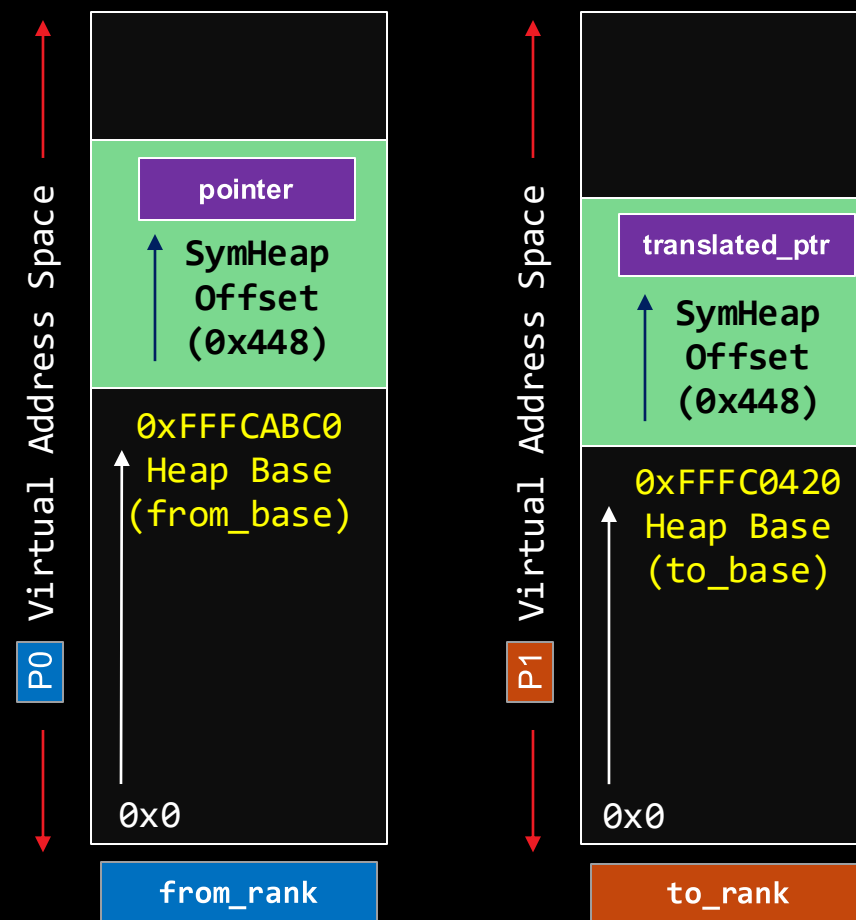 P0 Virtual Address Space
pointer
SymHeap
Offset
(0x448)
0xFFFCABC0
Heap Base
(from_base)
0x0
from_rank
P1 Virtual Address Space
translated_ptr
SymHeap
Offset
(0x448)
0xFFFC0420
Heap Base
(to_base)
0x0
to_rank